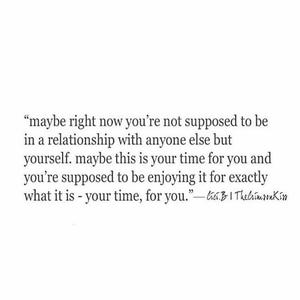 “maybe right now you’re not supposed to be
in a relationship with anyone else but
yourself. maybe this is your time for you and
you’re supposed to be enjoying it for exactly
what it is - your time, for you.”— bri.B | TheCrimsonKiss